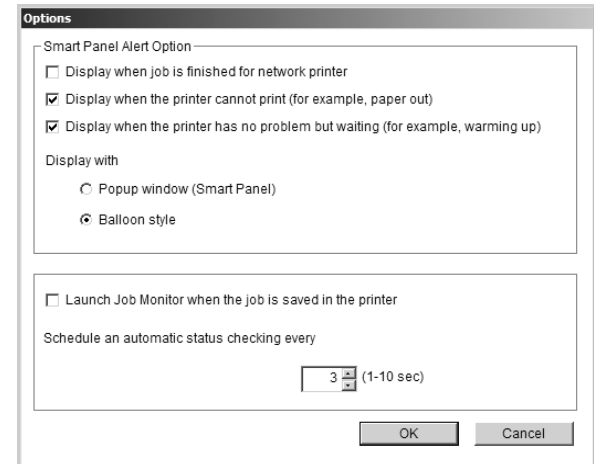 Options
Smart Panel Alert Option
Display when job is finished for network printer
Display when the printer cannot print (for example, paper out)
Display when the printer has no problem but waiting (for example, warming up)
Display with
Popup window (Smart Panel)
Balloon style
Launch Job Monitor when the job is saved in the printer
Schedule an automatic status checking every
3 (1-10 sec)
OK Cancel